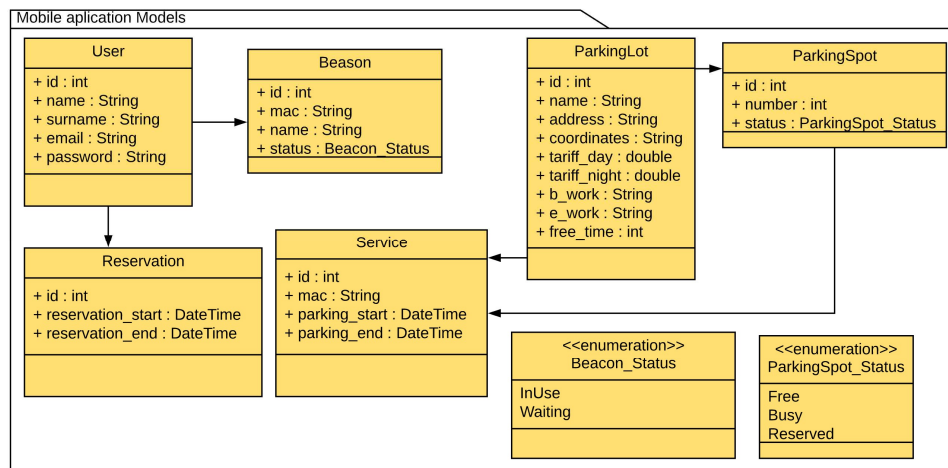 Mobile aplication Models
User
+ id : int
+ name : String
+ surname : String
+ email : String
+ password : String
Beason
+ id : int
+ mac : String
+ name : String
+ status : Beacon_Status
ParkingLot
+ id : int
+ name : String
+ address : String
+ coordinates : String
+ tariff_day : double
+ tariff_night : double
+ b_work : String
+ e_work : String
+ free_time : int
ParkingSpot
+ id : int
+ number : int
+ status : ParkingSpot_Status
Reservation
+ id : int
+ reservation_start : DateTime
+ reservation_end : DateTime
Service
+ id : int
+ mac : String
+ parking_start : DateTime
+ parking_end : DateTime
<<enumeration>>
Beacon_Status
InUse
Waiting
<<enumeration>>
ParkingSpot_Status
Free
Busy
Reserved